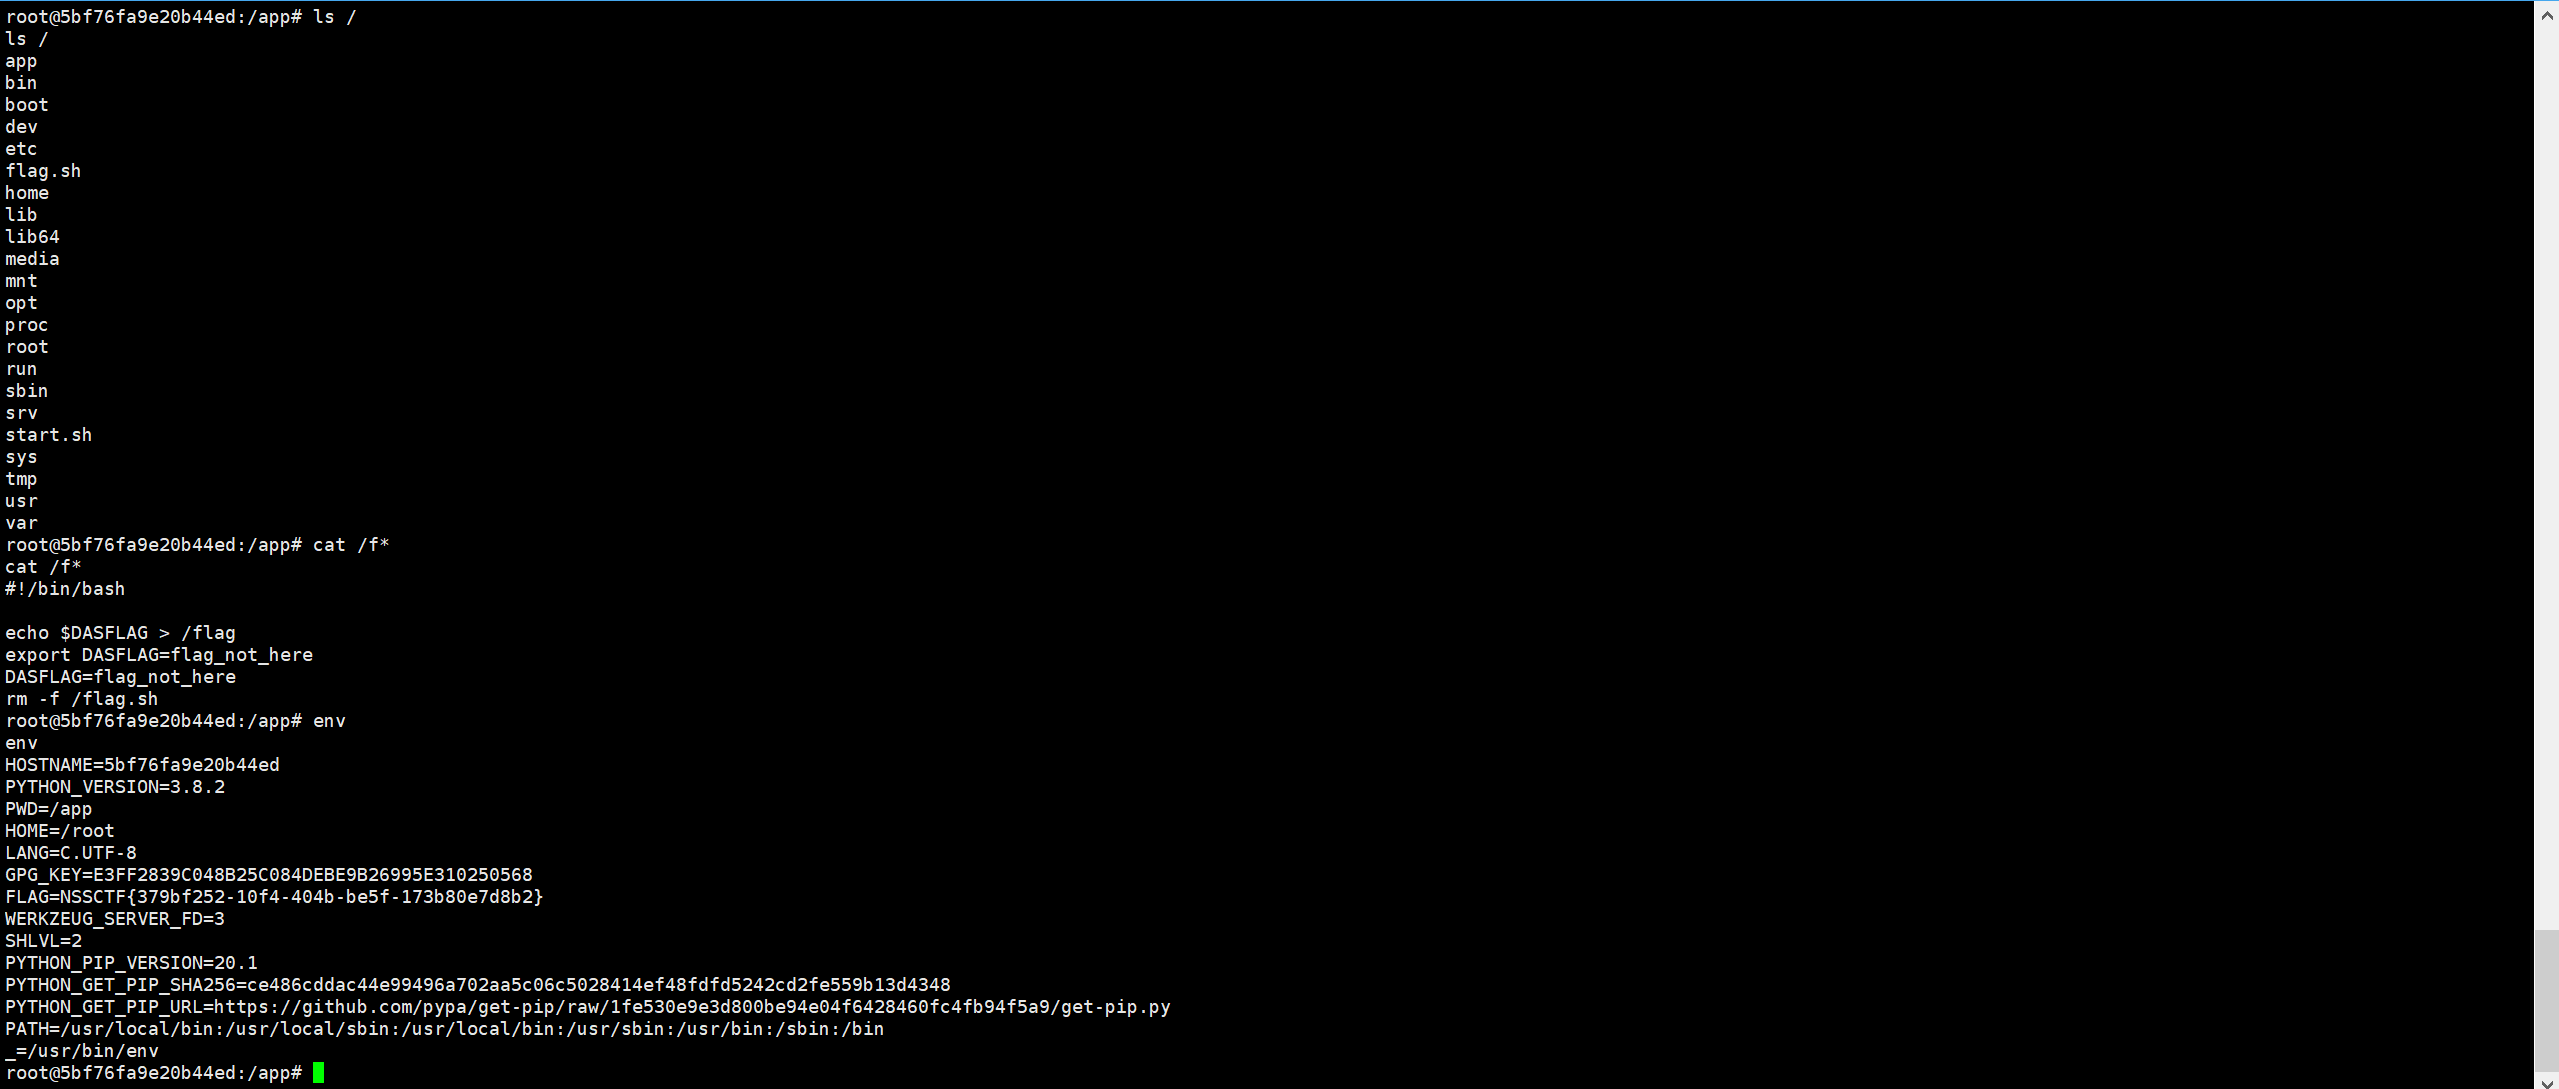 root@5bf76fa9e20b44ed:/app# ls /
ls /
app
bin
boot
dev
etc
flag.sh
home
lib
lib64
media
mnt
opt
proc
root
run
sbin
srv
start.sh
sys
tmp
usr
var
root@5bf76fa9e20b44ed:/app# cat /f*
cat /f*
#!/bin/bash

echo $DASFLAG > /flag
export DASFLAG=flag_not_here
DASFLAG=flag_not_here
rm -f /flag.sh
root@5bf76fa9e20b44ed:/app# env
env
HOSTNAME=5bf76fa9e20b44ed
PYTHON_VERSION=3.8.2
PWD=/app
HOME=/root
LANG=C.UTF-8
GPG_KEY=E3FF2839C048B25C084DEBE9B26995E310250568
FLAG=NSSCTF{379bf252-10f4-404b-be5f-173b80e7d8b2}
WERKZEUG_SERVER_FD=3
SHLVL=2
PYTHON_PIP_VERSION=20.1
PYTHON_GET_PIP_SHA256=ce486cddac44e99496a702aa5c06c5028414ef48fdfd5242cd2fe559b13d4348
PYTHON_GET_PIP_URL=https://github.com/pypa/get-pip/raw/1fe530e9e3d800be94e04f6428460fc4fb94f5a9/get-pip.py
PATH=/usr/local/bin:/usr/local/sbin:/usr/local/bin:/usr/sbin:/usr/bin:/sbin:/bin
_=/usr/bin/env
root@5bf76fa9e20b44ed:/app#